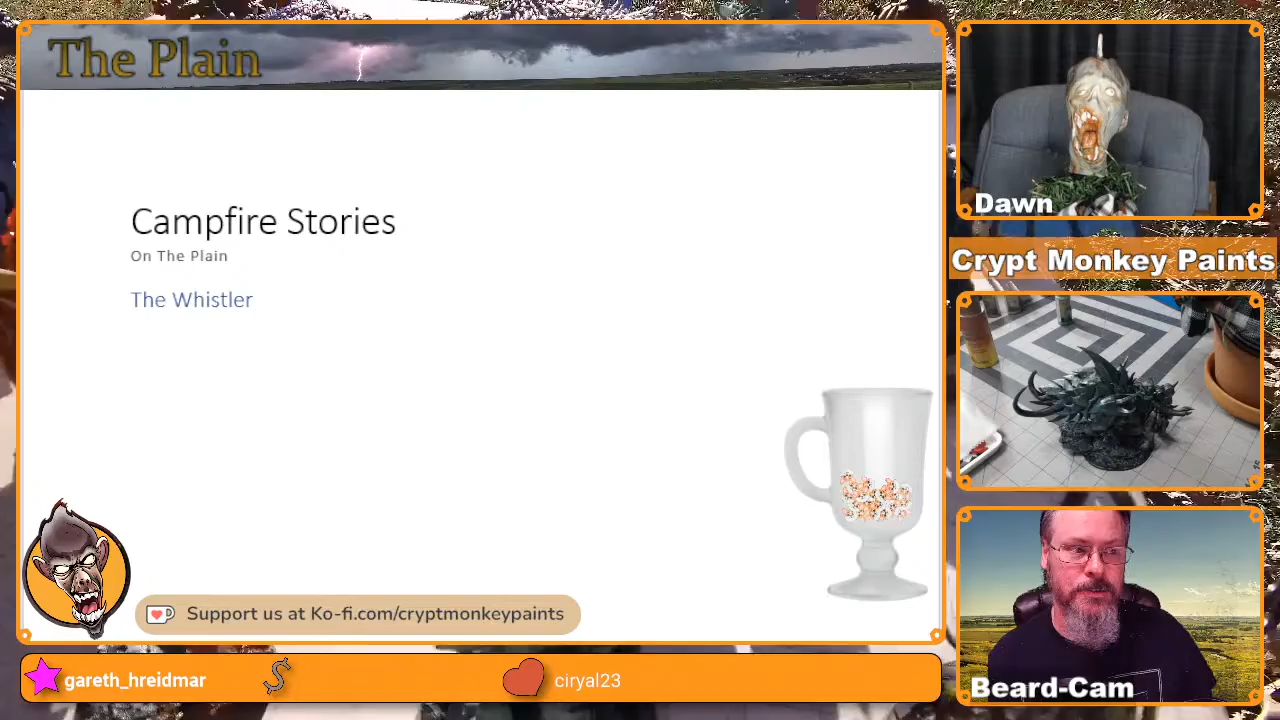 The Plain
Campfire Stories
On The Plain
The Whistler
Support us at Ko-fi.com/cryptmonkeypaints
gareth_hreidmar
ciryal23
Dawn
Crypt Monkey Paints
Beard-Cam